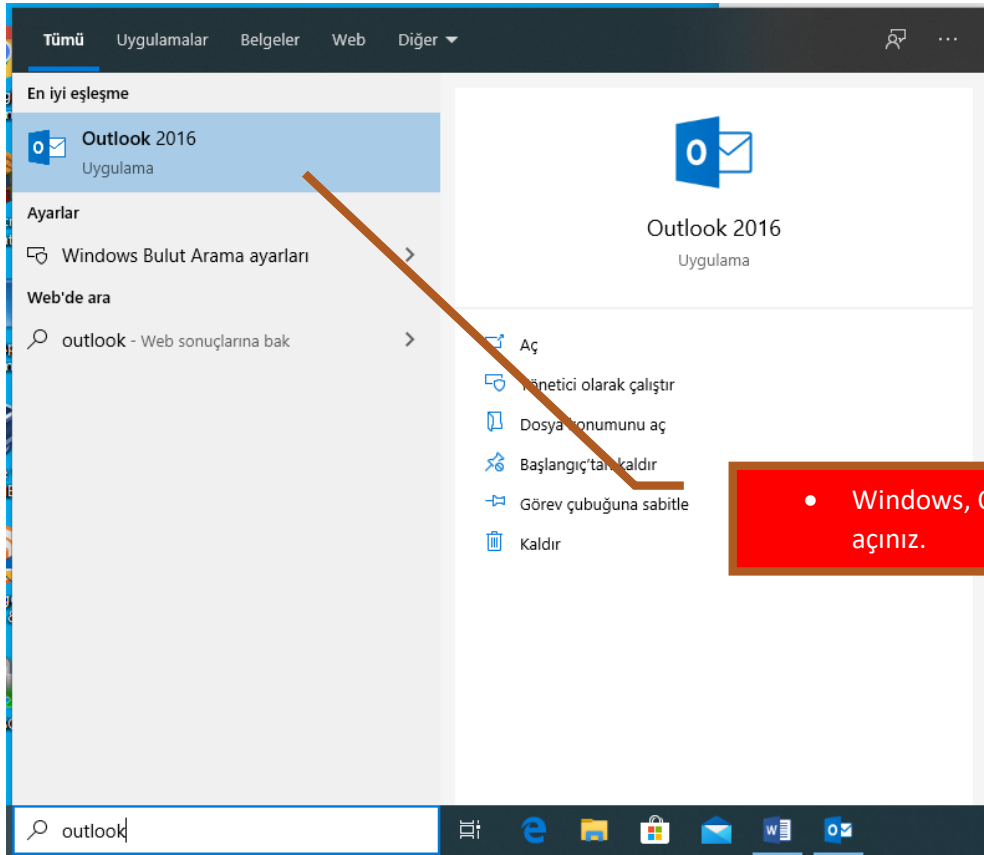 Tümü Uygulamalar Belgeler Web Diğer
En iyi eşleşme
Outlook 2016
Uygulama
Ayarlar
Windows Bulut Arama ayarları
Web'de ara
outlook - Web sonuçlarına bak
Outlook 2016
Uygulama
Aç
Yönetici olarak çalıştır
Dosya konumunu aç
Başlangıç'tan kaldır
Görev çubuğuna sabitle
Kaldır
• Windows,
açınız.
outlook